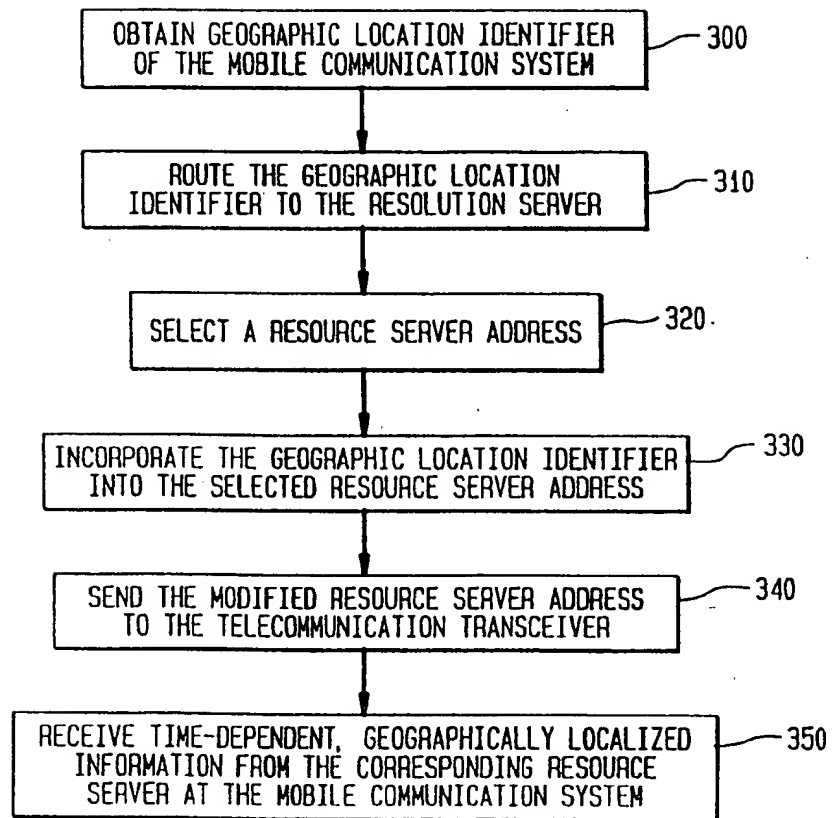 OBTAIN GEOGRAPHIC LOCATION IDENTIFIER
OF THE MOBILE COMMUNICATION SYSTEM
300
ROUTE THE GEOGRAPHIC LOCATION
IDENTIFIER TO THE RESOLUTION SERVER
310
SELECT A RESOURCE SERVER ADDRESS
320
INCORPORATE THE GEOGRAPHIC LOCATION IDENTIFIER
INTO THE SELECTED RESOURCE SERVER ADDRESS
330
SEND THE MODIFIED RESOURCE SERVER ADDRESS
TO THE TELECOMMUNICATION TRANSCEIVER
340
RECEIVE TIME-DEPENDENT, GEOGRAPHICALLY LOCALIZED
INFORMATION FROM THE CORRESPONDING RESOURCE
SERVER AT THE MOBILE COMMUNICATION SYSTEM
350